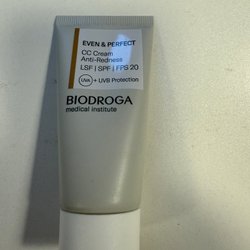 EVEN & PERFECT
CC Cream
Anti-Redness
LSF | SPF | FPS 20
UVA + UVB Protection
BIODROGA
medical institute